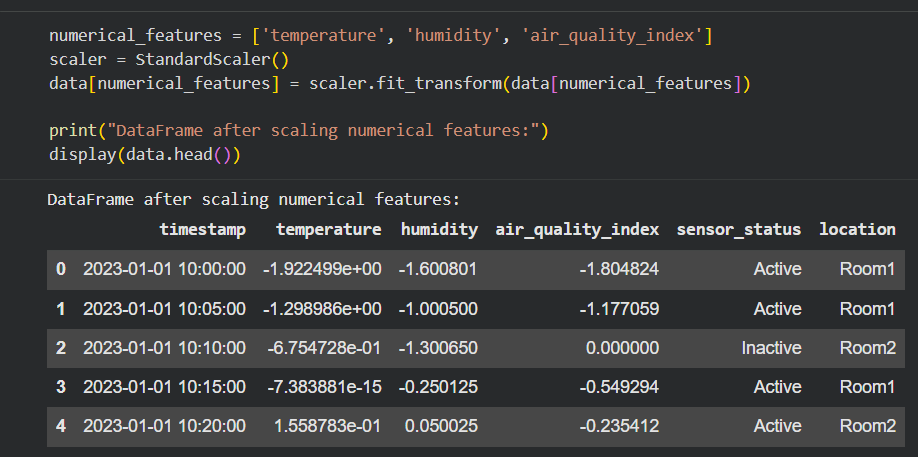 numerical_features = ['temperature', 'humidity', 'air_quality_index']
scaler = StandardScaler()
data[numerical_features] = scaler.fit_transform(data[numerical_features])
print("DataFrame after scaling numerical features:")
display(data.head())
DataFrame after scaling numerical features:
timestamp temperature humidity air_quality_index sensor_status location
0 2023-01-01 10:00:00 -1.922499e+00 -1.600801 -1.804824 Active Room1
1 2023-01-01 10:05:00 -1.298986e+00 -1.000500 -1.177059 Active Room1
2 2023-01-01 10:10:00 -6.754728e-01 -1.300650 0.000000 Inactive Room2
3 2023-01-01 10:15:00 -7.383881e-15 -0.250125 -0.549294 Active Room1
4 2023-01-01 10:20:00 1.558783e-01 0.050025 -0.235412 Active Room2